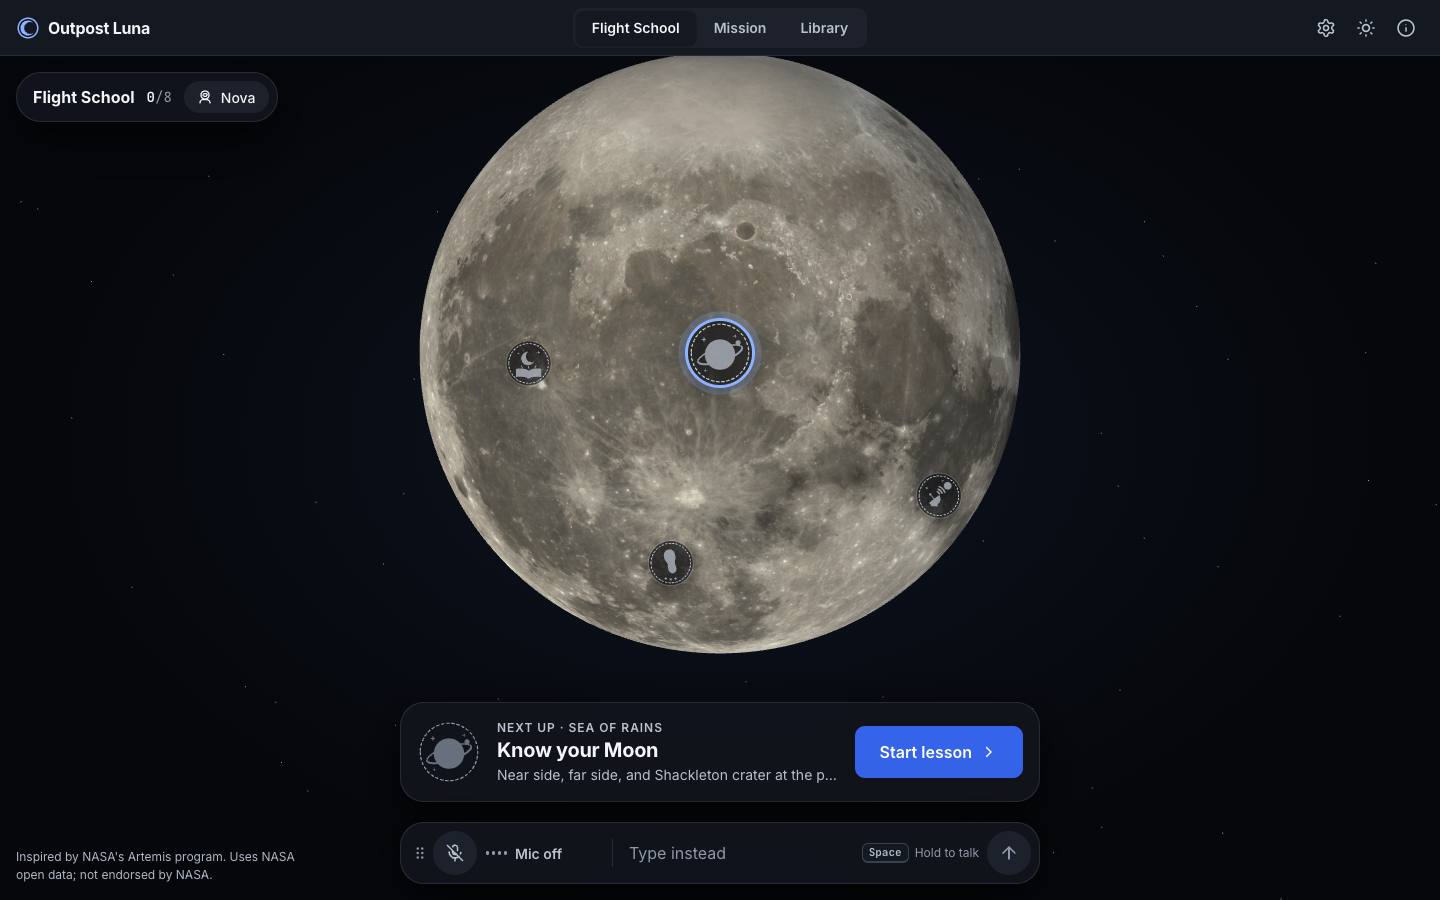 Outpost Luna
Flight School
Mission
Library
Flight School 0/8 Nova
NEXT UP · SEA OF RAINS
Know your Moon
Near side, far side, and Shackleton crater at the p...
Start lesson
Mic off
Type instead
Space Hold to talk
Inspired by NASA's Artemis program. Uses NASA
open data; not endorsed by NASA.